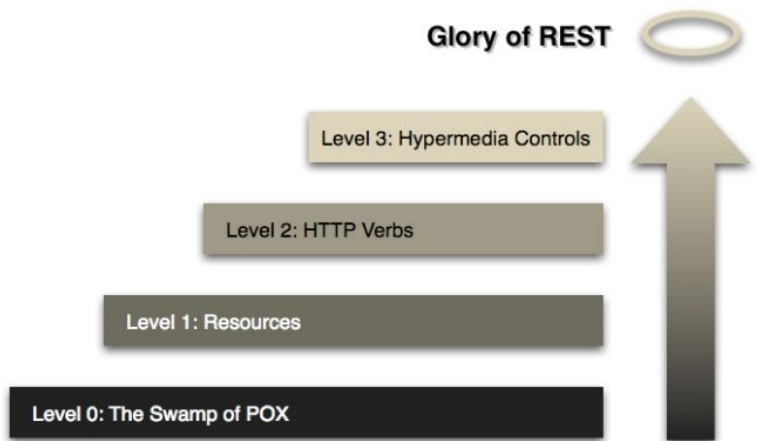 Glory of REST
Level 3: Hypermedia Controls
Level 2: HTTP Verbs
Level 1: Resources
Level 0: The Swamp of POX